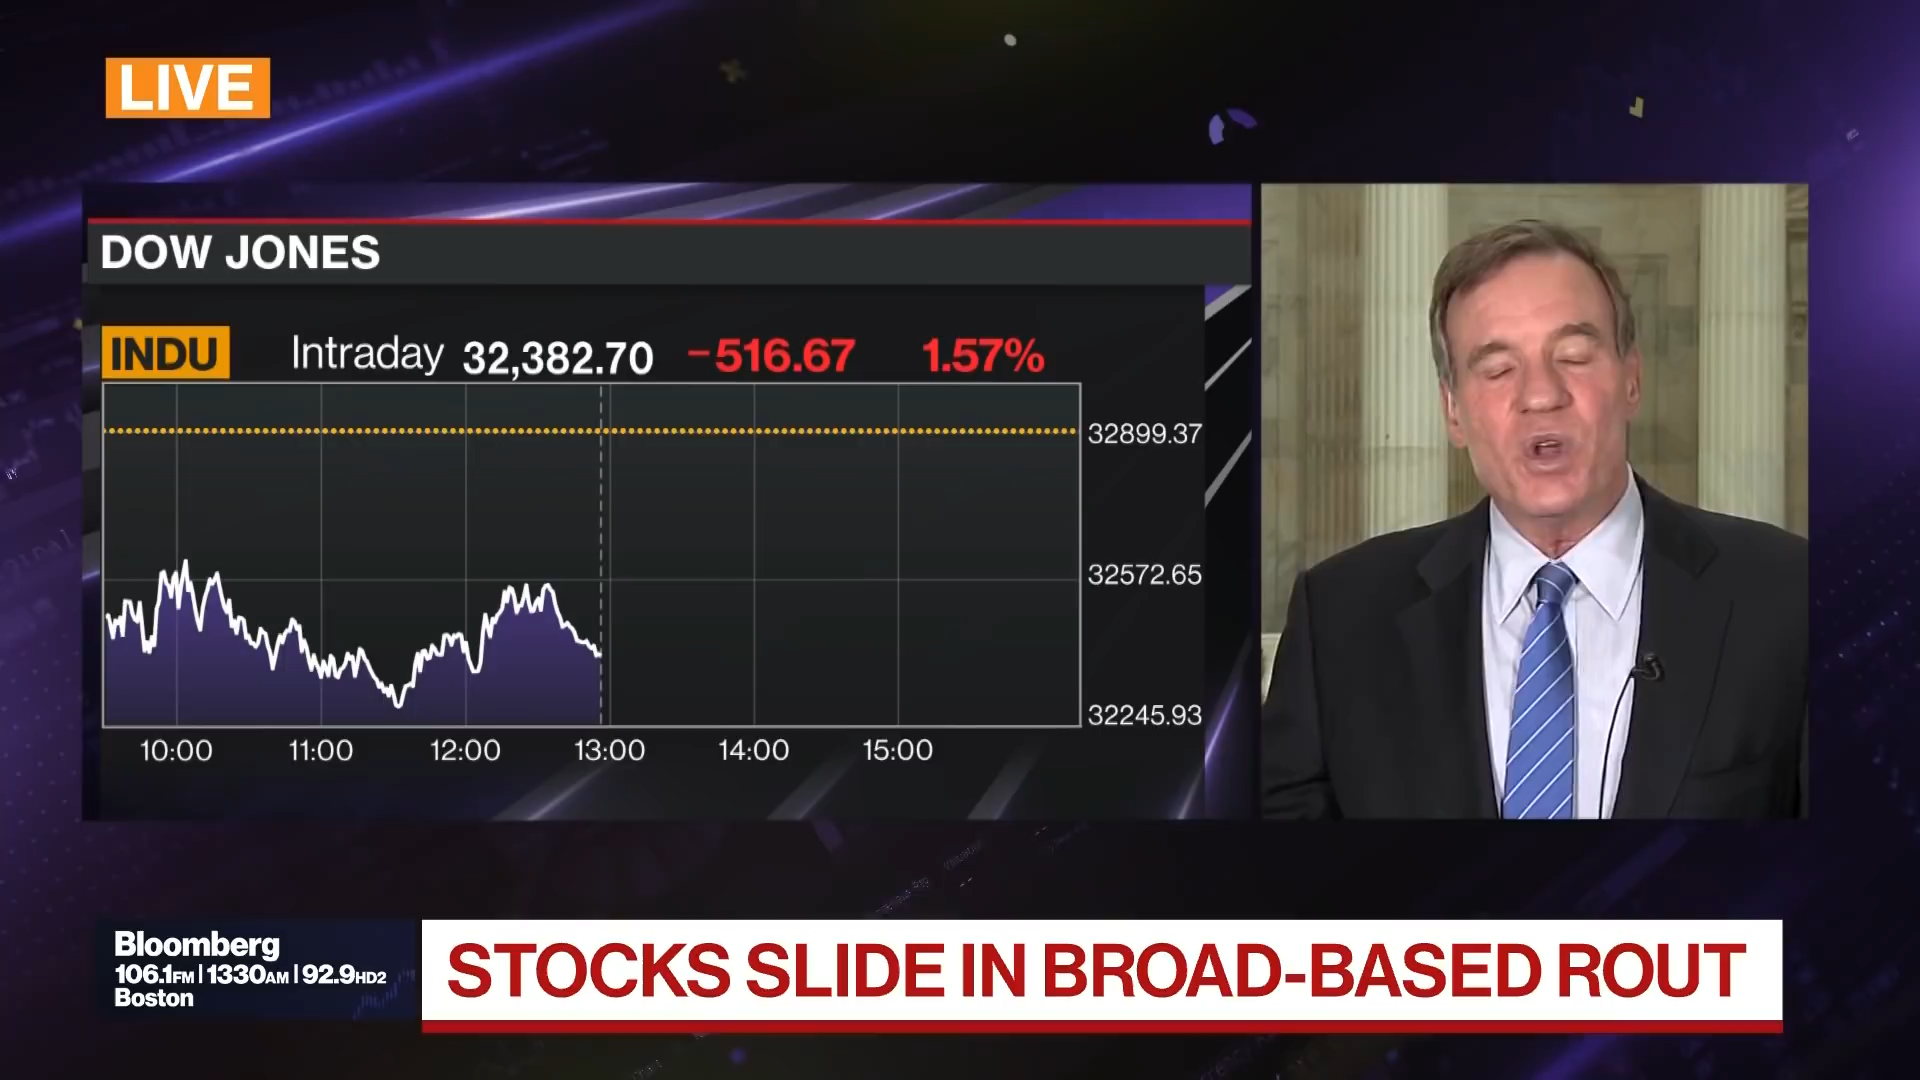 LIVE
DOW JONES
INDU Intraday 32,382.70 -516.67 1.57%
32899.37
32572.65
32245.93
10:00 11:00 12:00 13:00 14:00 15:00
Bloomberg
106.1FM | 1330AM | 92.9HD2
Boston
STOCKS SLIDE IN BROAD-BASED ROUT